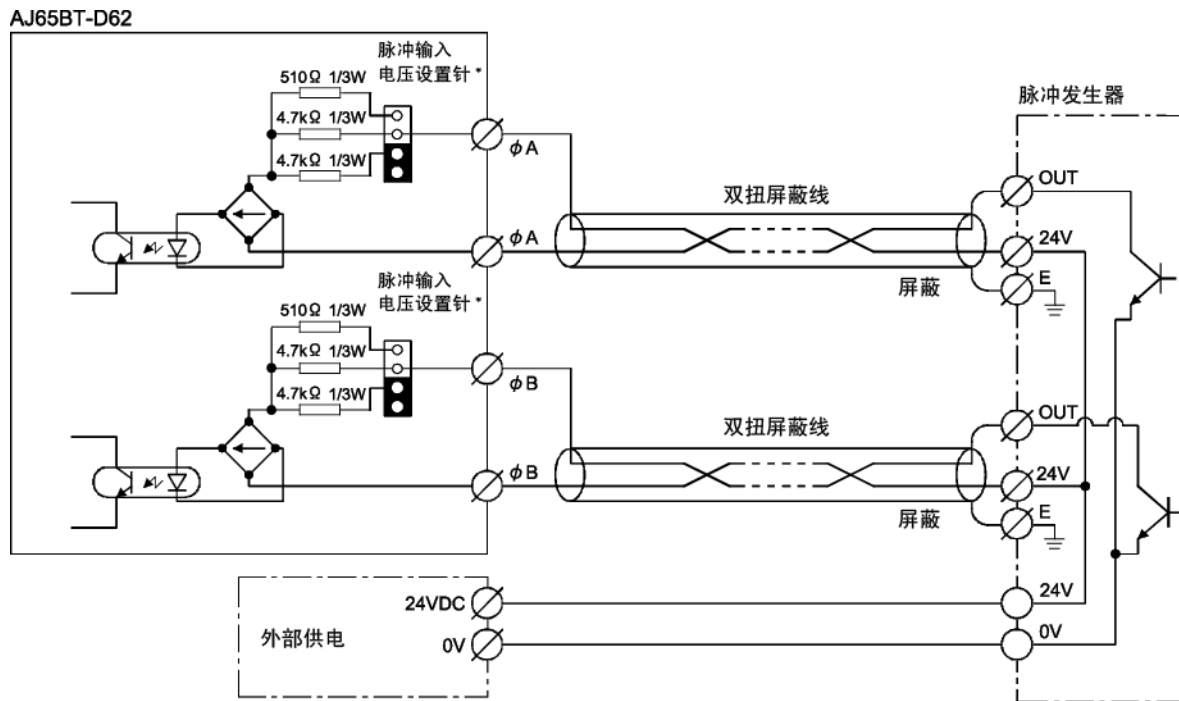 AJ65BT-D62
脉冲输入
电压设置针 *
510Ω 1/3W
4.7kΩ 1/3W
4.7kΩ 1/3W
φA
φA
双扭屏蔽线
屏蔽
脉冲发生器
OUT
24V
E
脉冲输入
电压设置针 *
510Ω 1/3W
4.7kΩ 1/3W
4.7kΩ 1/3W
φB
φB
双扭屏蔽线
屏蔽
OUT
24V
E
外部供电
24VDC
0V
24V
0V